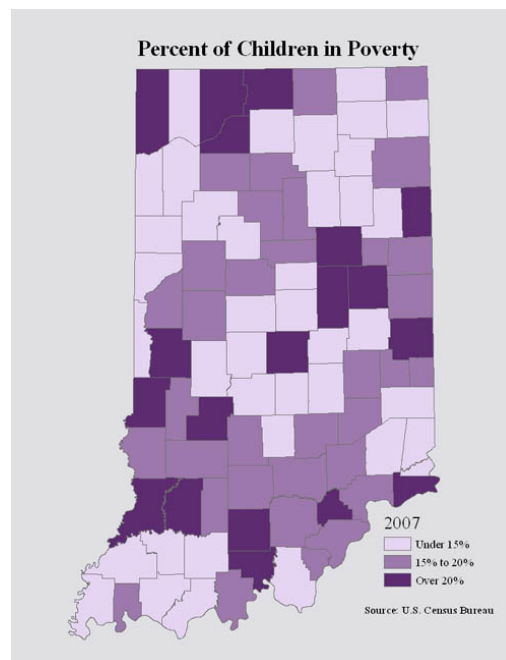 Percent of Children in Poverty
2007
Under 15%
15% to 20%
Over 20%
Source: U.S. Census Bureau